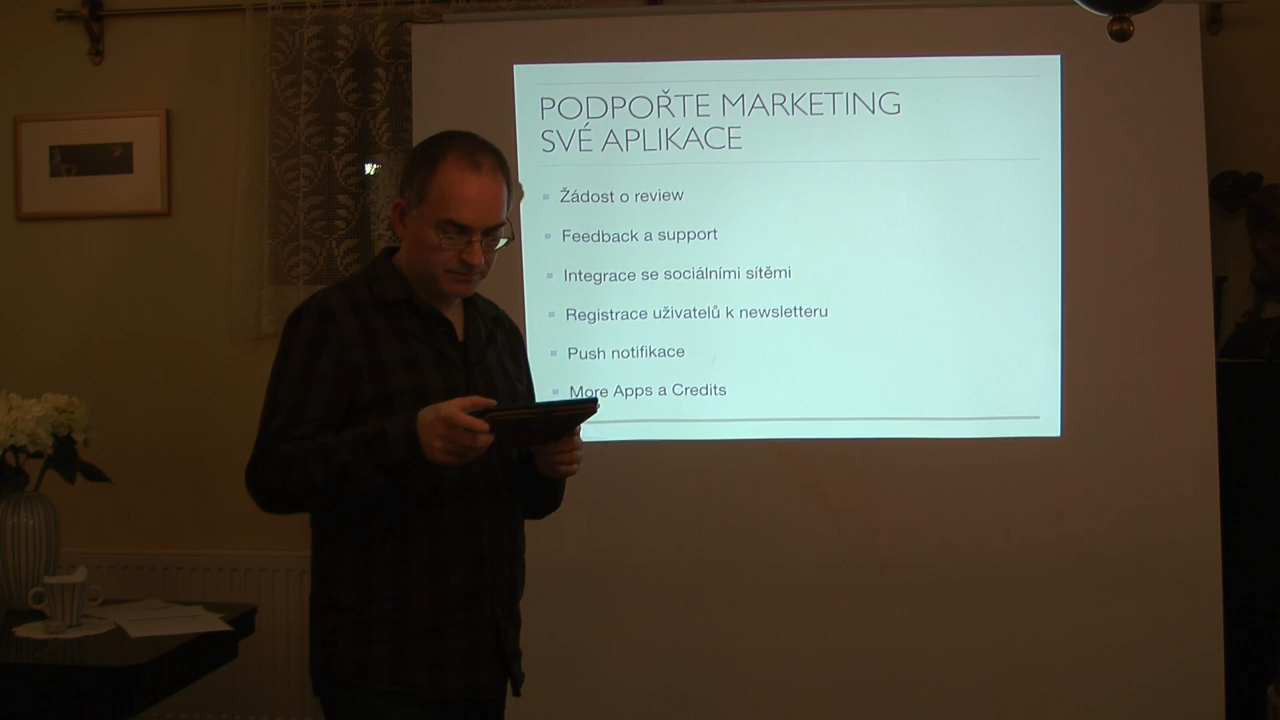 PODPOŘTE MARKETING
SVÉ APLIKACE
Žádost o review
Feedback a support
Integrace se sociálními sítěmi
Registrace uživatelů k newsletteru
Push notifikace
More Apps a Credits